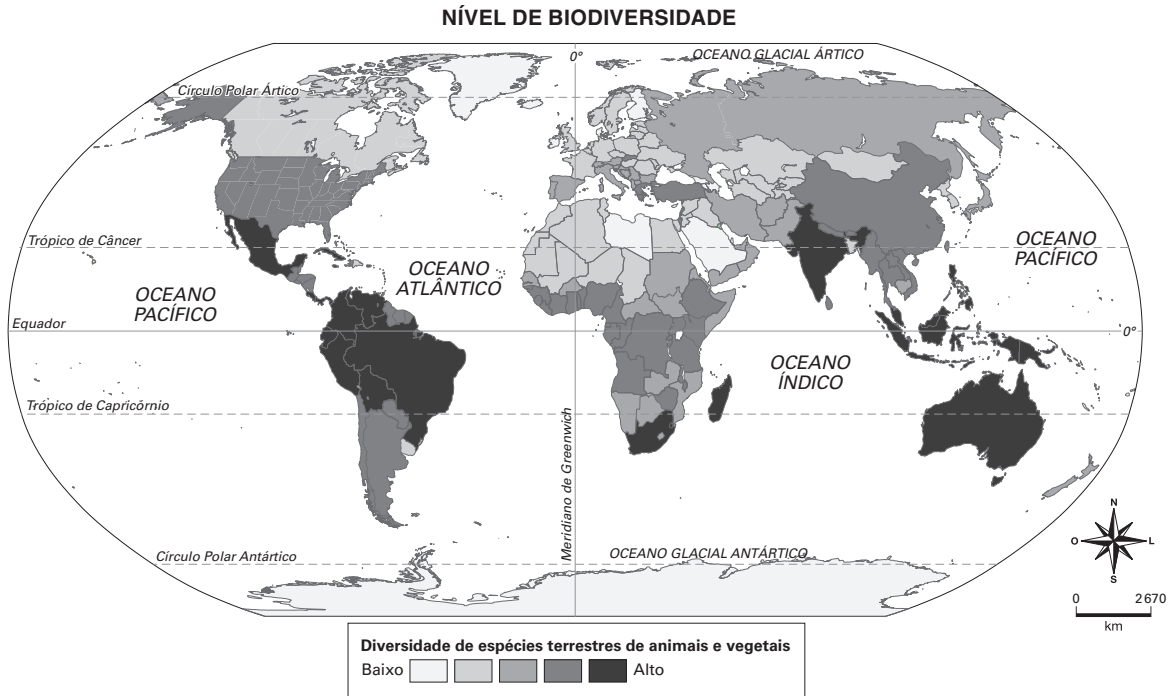 NÍVEL DE BIODIVERSIDADE
OCEANO GLACIAL ÁRTICO
0°
Círculo Polar Ártico
Trópico de Câncer
OCEANO
ATLÂNTICO
OCEANO
PACÍFICO
OCEANO
PACÍFICO
Equador
0°
OCEANO
ÍNDICO
Trópico de Capricórnio
Meridiano de Greenwich
Círculo Polar Antártico
OCEANO GLACIAL ANTÁRTICO
N
O
L
S
0
2 670
km
Diversidade de espécies terrestres de animais e vegetais
Baixo
Alto